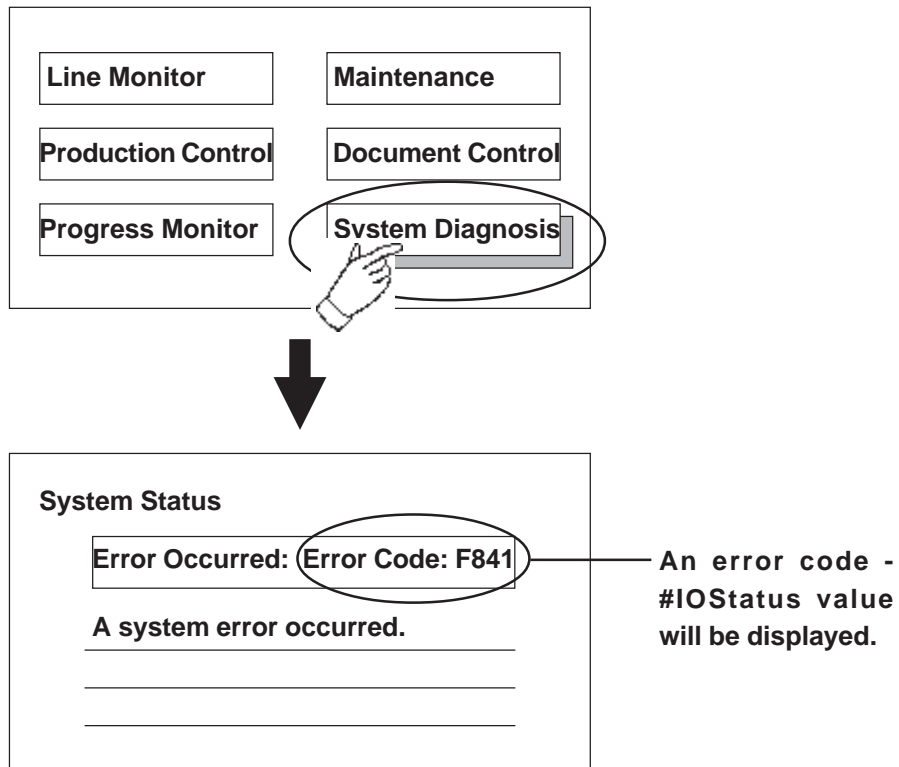 Line Monitor
Maintenance
Production Control
Document Control
Progress Monitor
System Diagnosis
System Status
Error Occurred: Error Code: F841
A system error occurred.
An error code -
#IOStatus value
will be displayed.